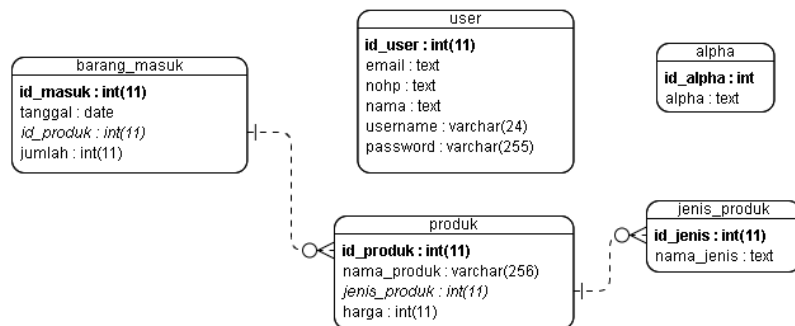 barang_masuk
id_masuk : int(11)
tanggal : date
id_produk : int(11)
jumlah : int(11)
user
id_user : int(11)
email : text
nohp : text
nama : text
username : varchar(24)
password : varchar(255)
alpha
id_alpha : int
alpha : text
produk
id_produk : int(11)
nama_produk : varchar(256)
jenis_produk : int(11)
harga : int(11)
jenis_produk
id_jenis : int(11)
nama_jenis : text